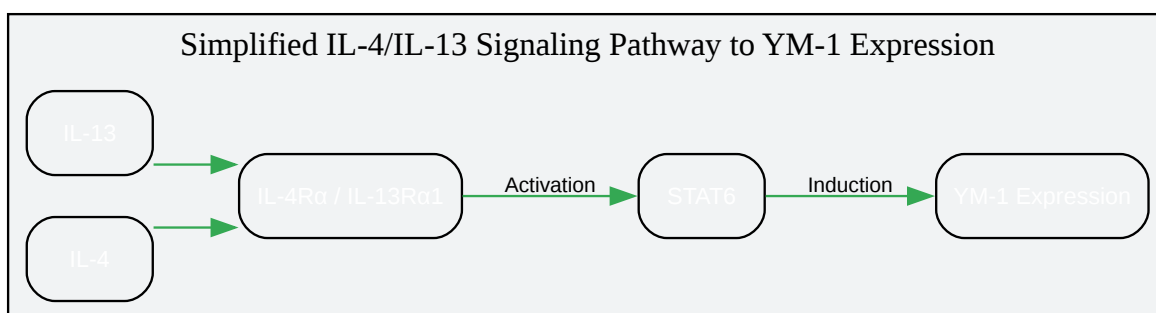 Simplified IL-4/IL-13 Signaling Pathway to YM-1 Expression
IL-13
IL-4
IL-4Rα / IL-13Rα1
Activation
STAT6
Induction
YM-1 Expression